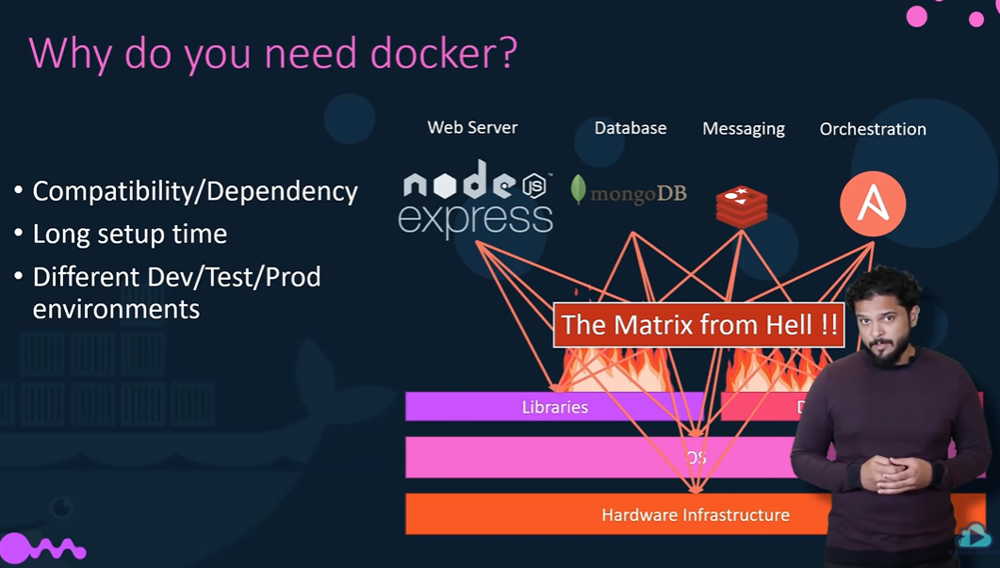 Why do you need docker?
Web Server
Database
Messaging
Orchestration
node
JS
express
mongoDB
• Compatibility/Dependency
• Long setup time
• Different Dev/Test/Prod
environments
The Matrix from Hell !!
Libraries
OS
Hardware Infrastructure